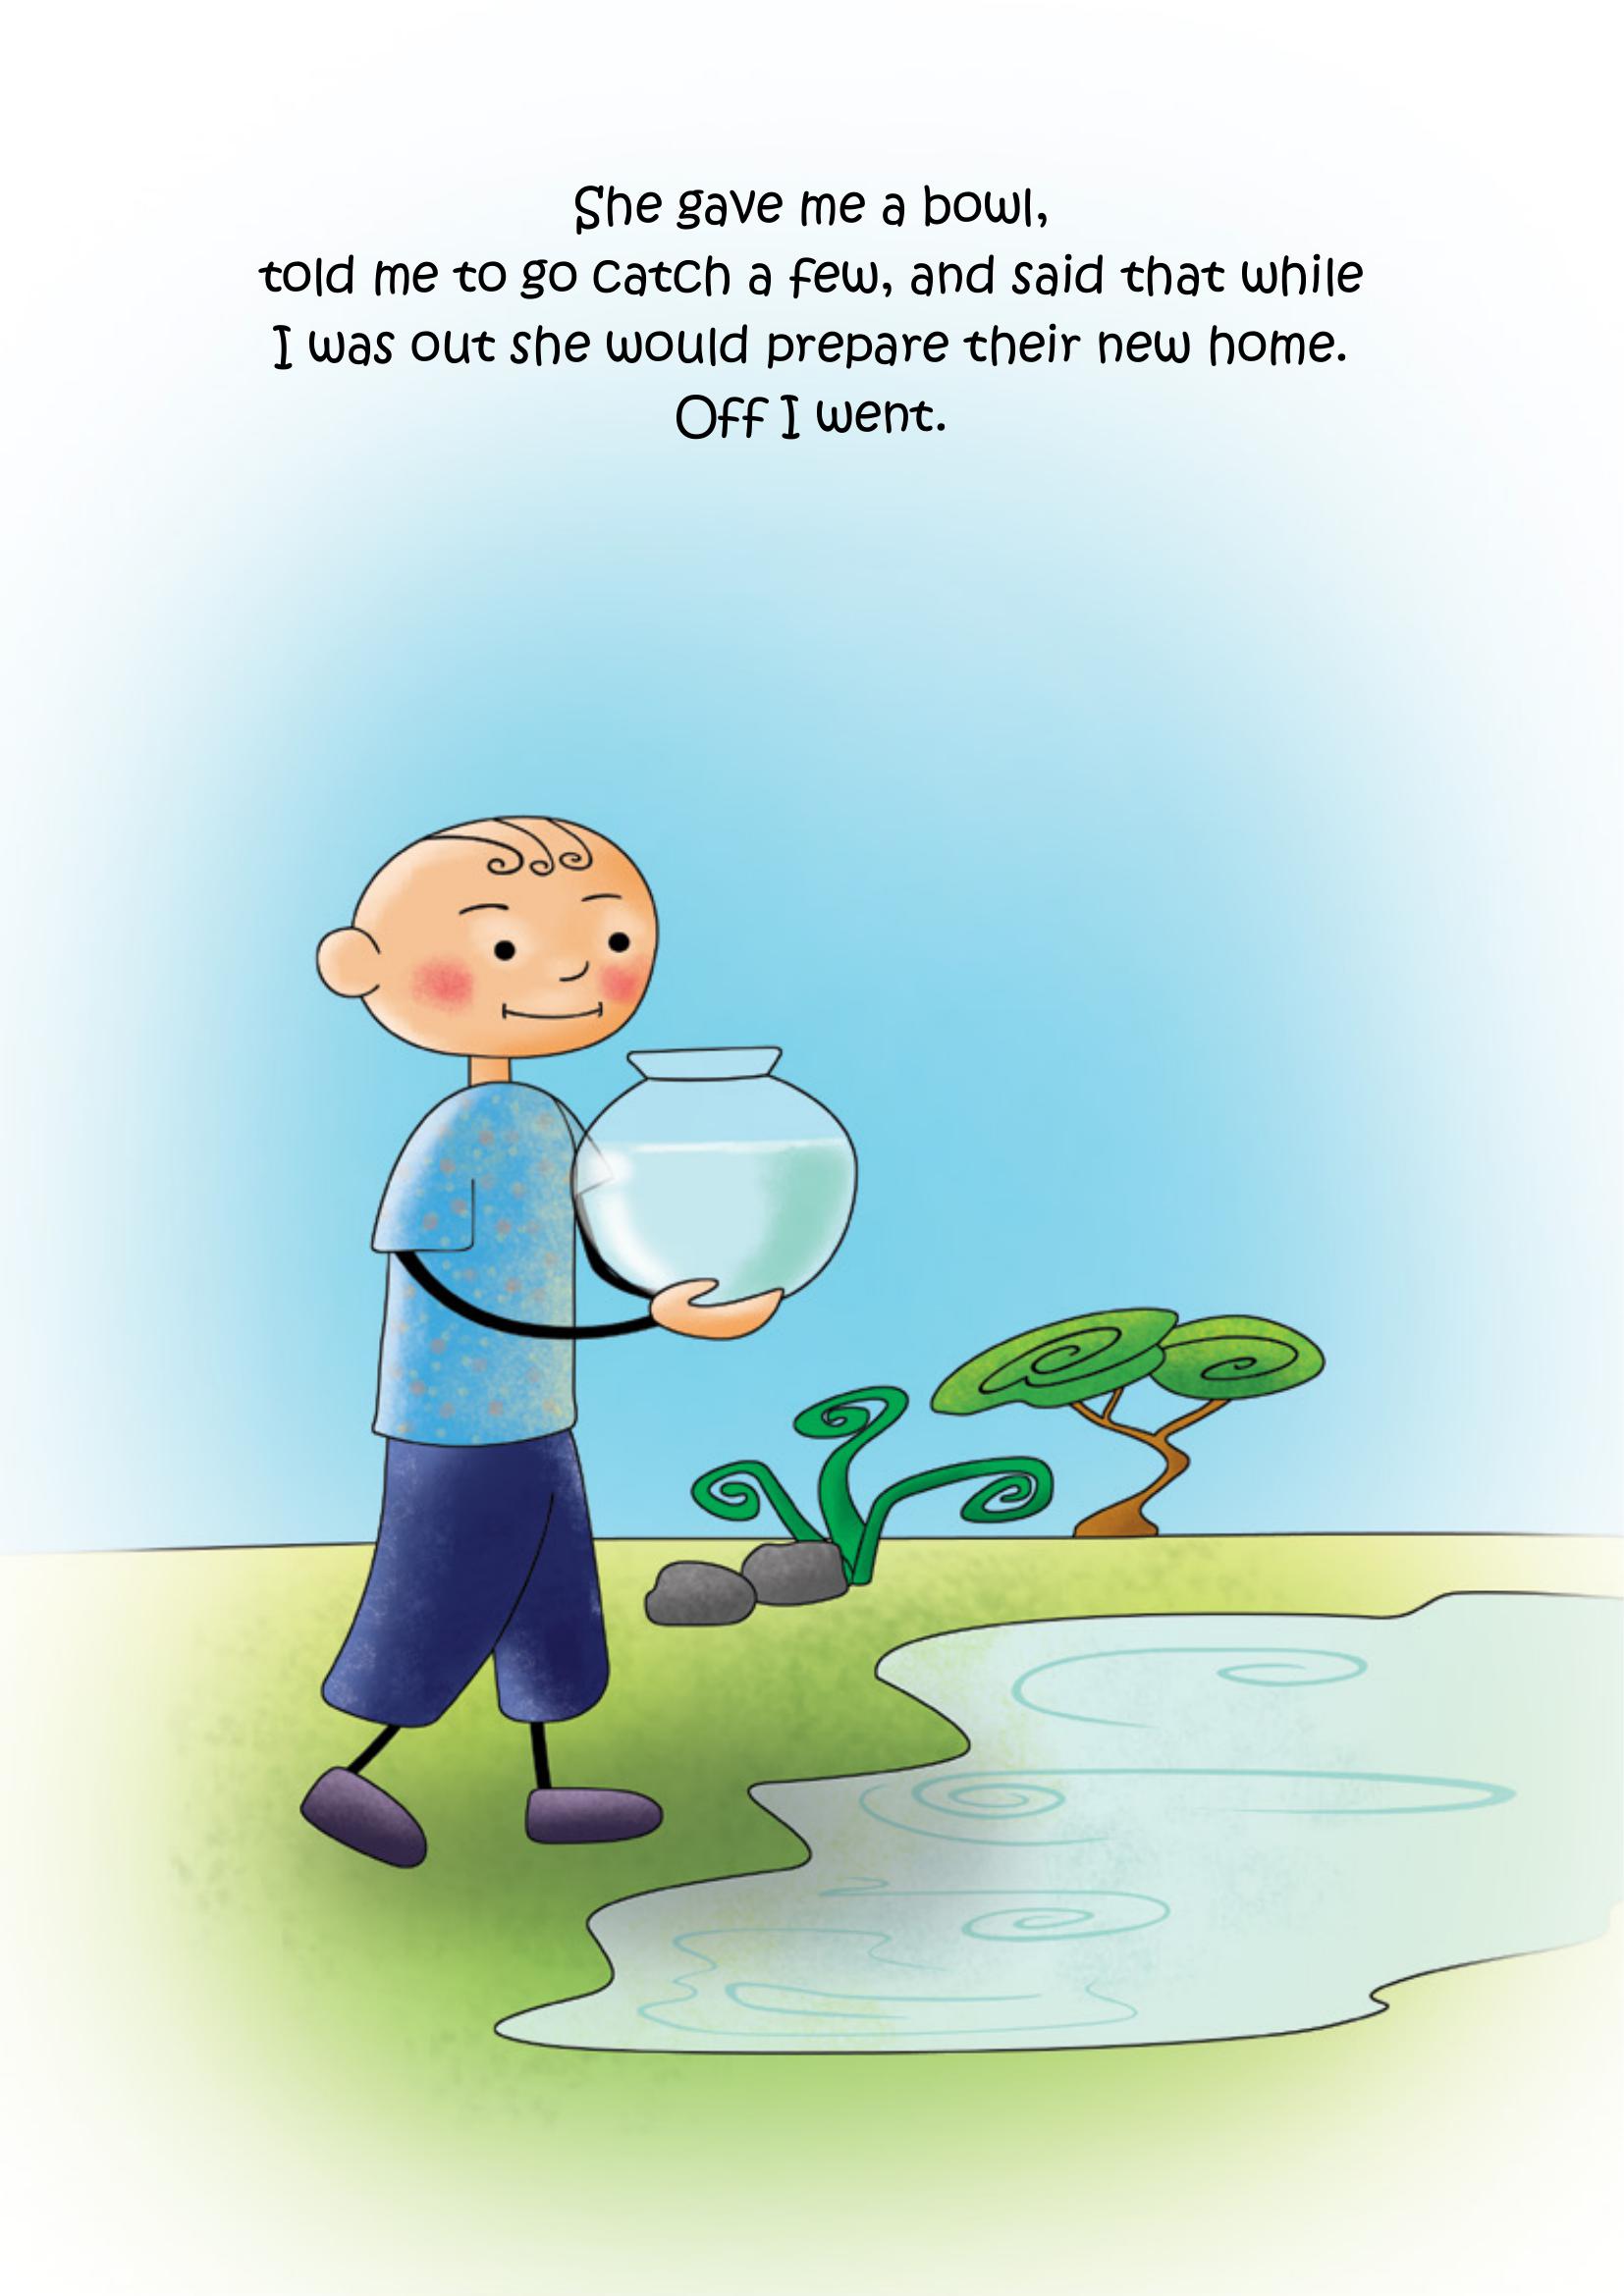 She gave me a bowl,
told me to go catch a few, and said that while
I was out she would prepare their new home.
Off I went.